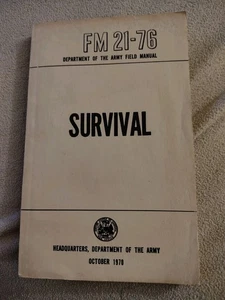 FM 21-76
DEPARTMENT OF THE ARMY FIELD MANUAL
SURVIVAL
HEADQUARTERS, DEPARTMENT OF THE ARMY
OCTOBER 1970